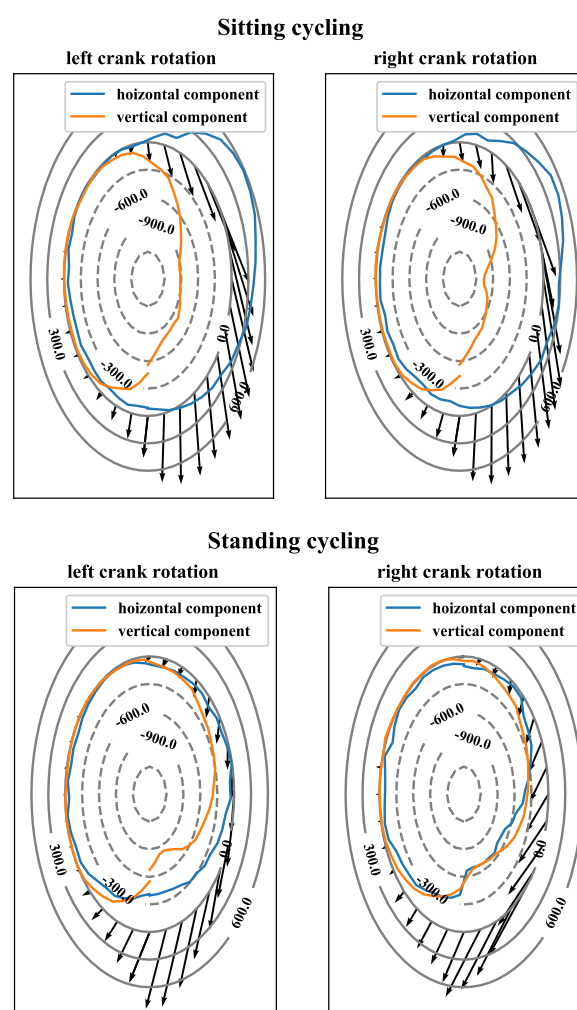 Sitting cycling
left crank rotation
hoizontal component
vertical component
-600.0
-900.0
300.0
-300.0
0.0
600.0
right crank rotation
hoizontal component
vertical component
-600.0
-900.0
300.0
-300.0
0.0
600.0
Standing cycling
left crank rotation
hoizontal component
vertical component
-600.0
-900.0
300.0
-300.0
0.0
600.0
right crank rotation
hoizontal component
vertical component
-600.0
-900.0
300.0
-300.0
0.0
600.0